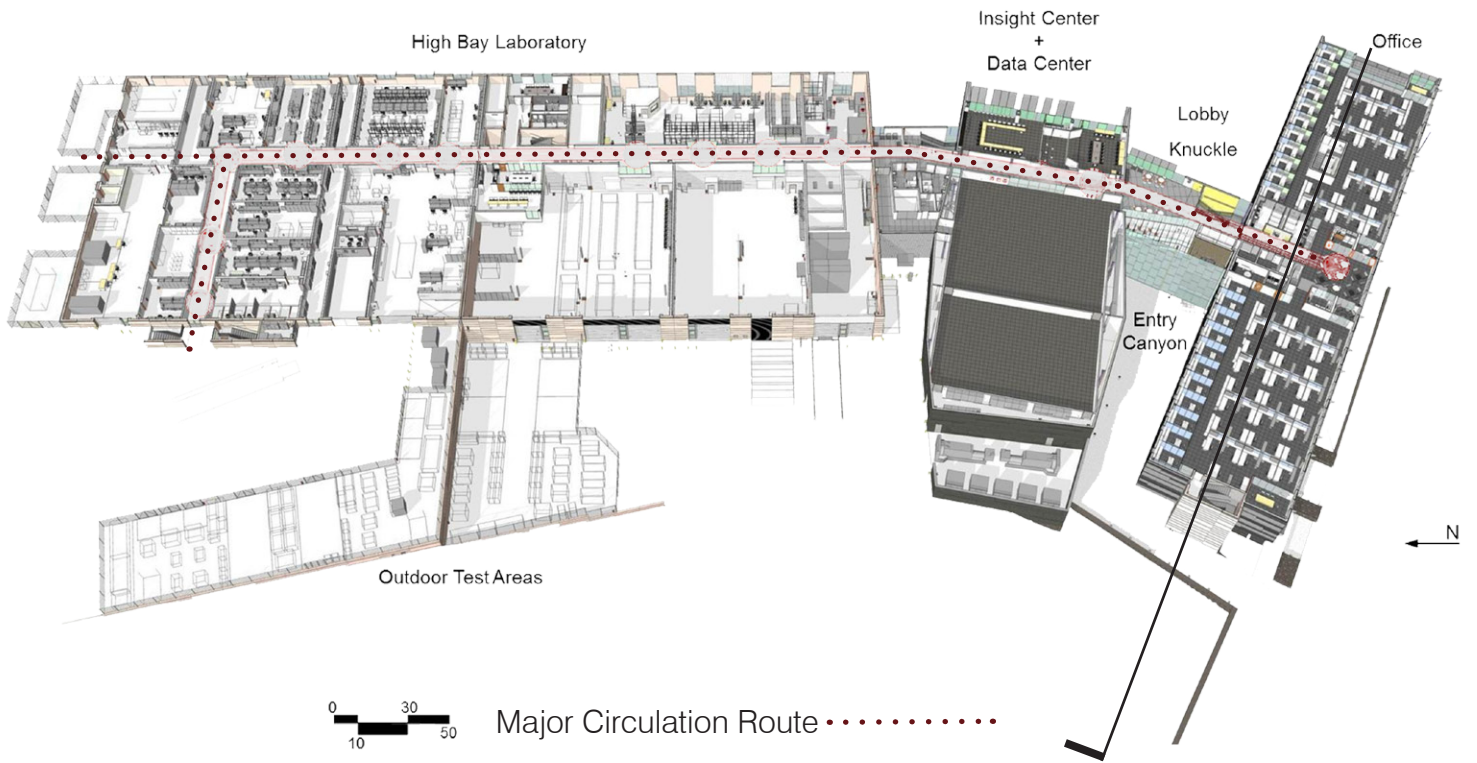 Insight Center
+
Data Center
High Bay Laboratory
Office
Lobby
Knuckle
Entry
Canyon
N
Outdoor Test Areas
0 30
10 50
Major Circulation Route